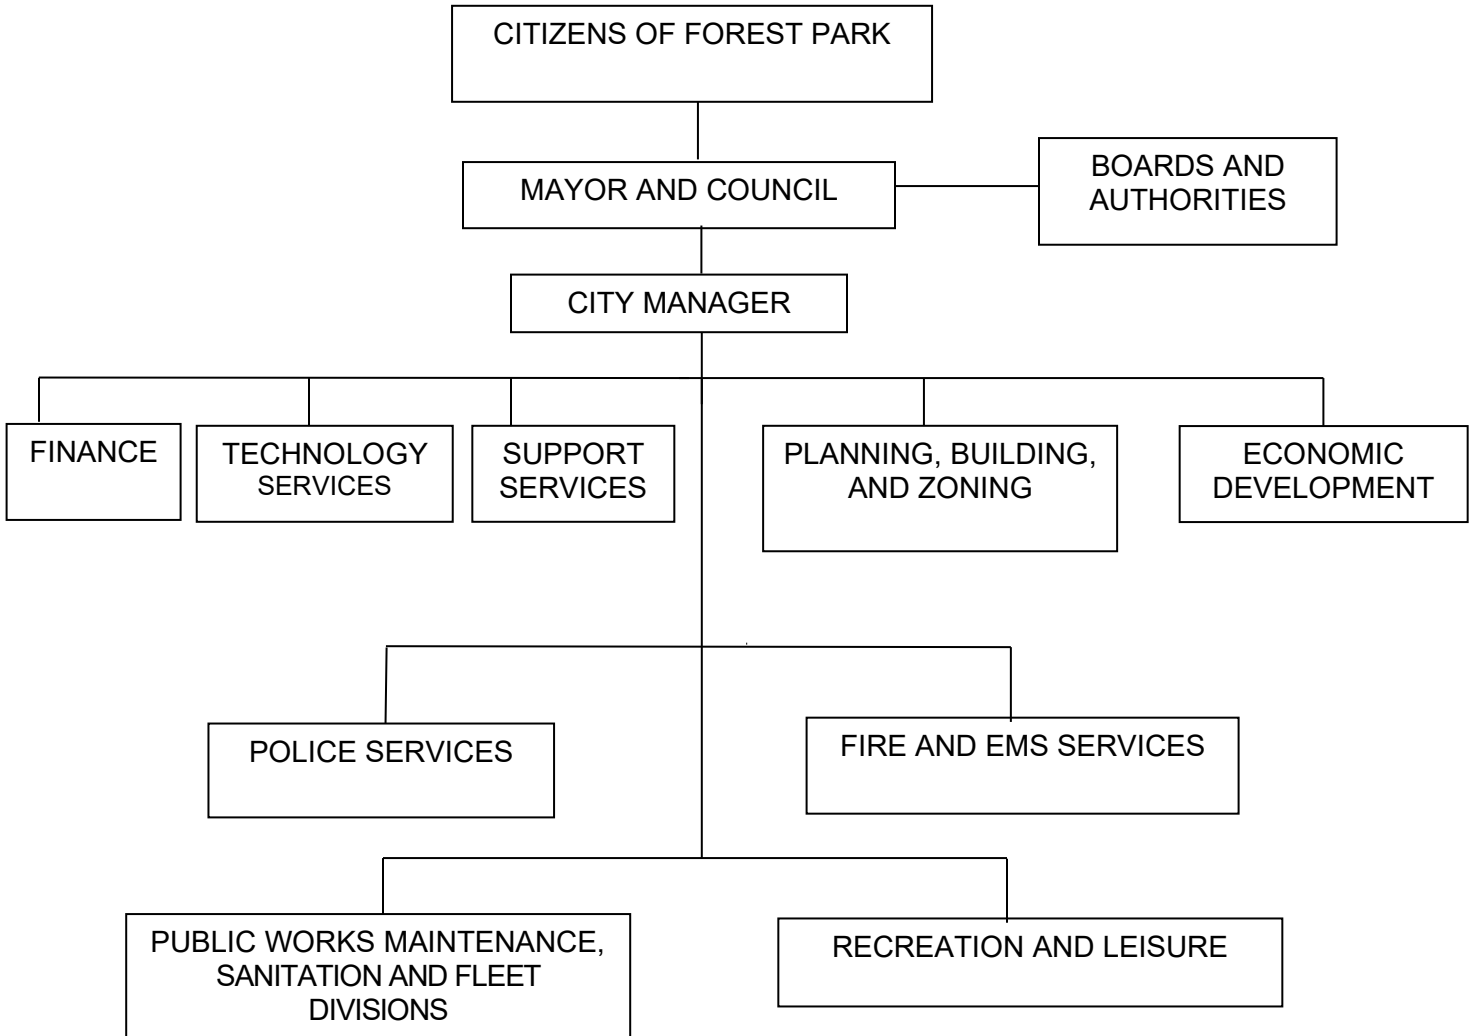 CITIZENS OF FOREST PARK
MAYOR AND COUNCIL
BOARDS AND
AUTHORITIES
CITY MANAGER
FINANCE
TECHNOLOGY
SERVICES
SUPPORT
SERVICES
PLANNING, BUILDING,
AND ZONING
ECONOMIC
DEVELOPMENT
POLICE SERVICES
FIRE AND EMS SERVICES
PUBLIC WORKS MAINTENANCE,
SANITATION AND FLEET
DIVISIONS
RECREATION AND LEISURE